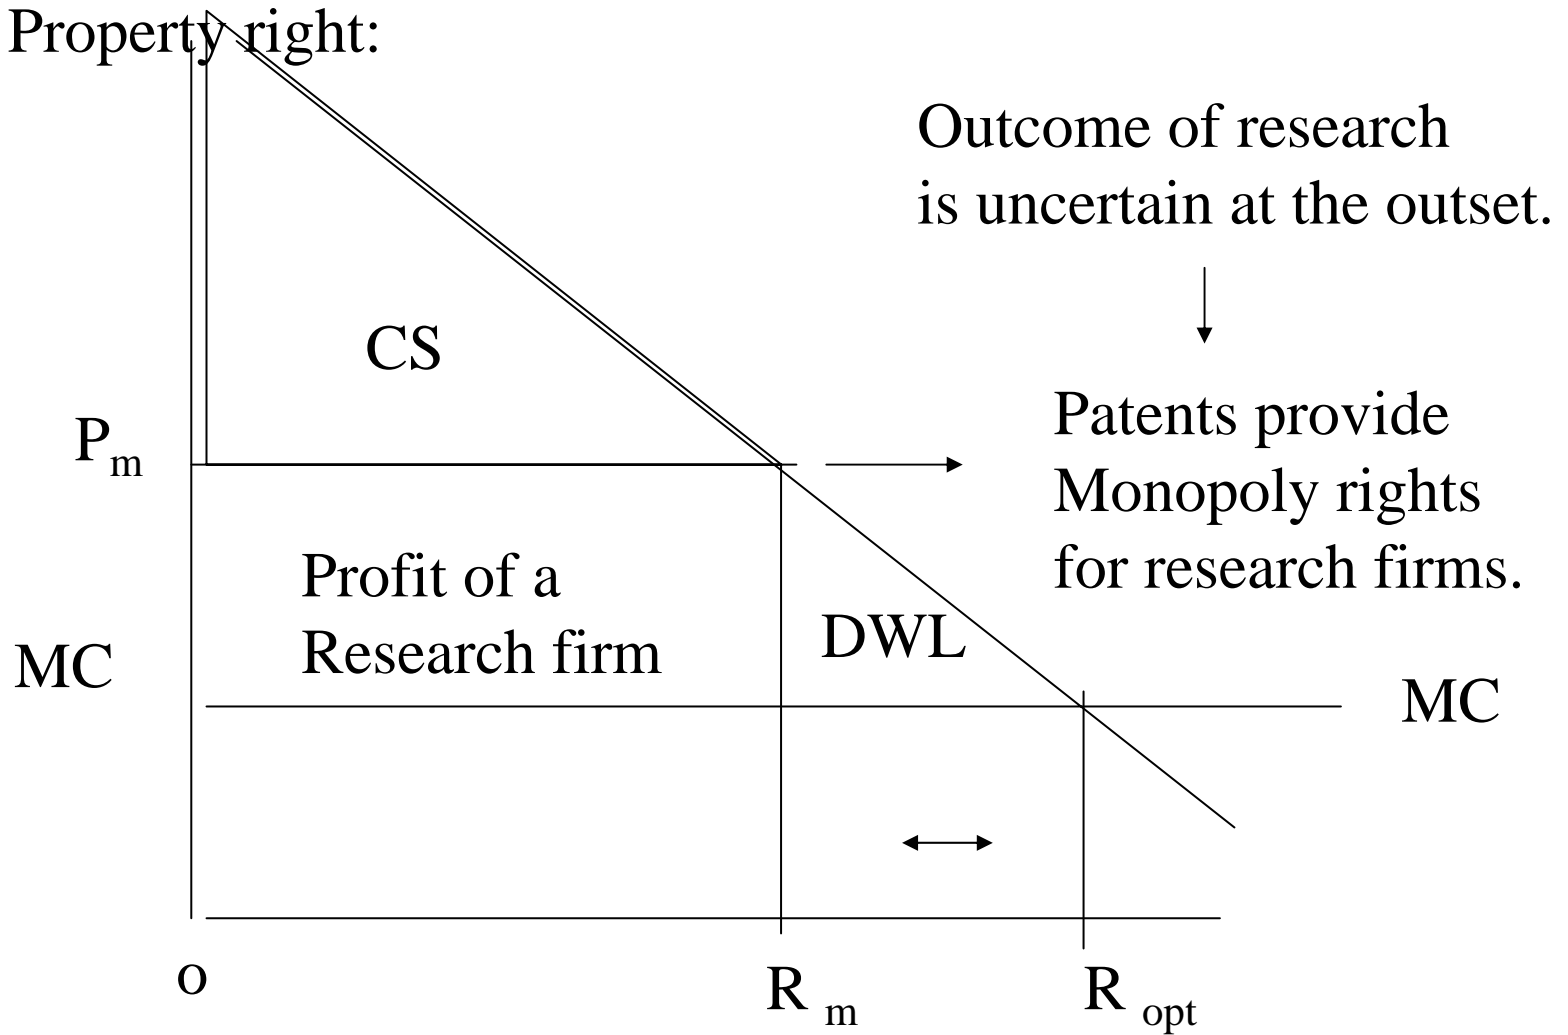 Property right:
Outcome of research
is uncertain at the outset.
CS
P m
Patents provide
Monopoly rights
for research firms.
Profit of a
Research firm
DWL
MC
MC
o
R m
R opt